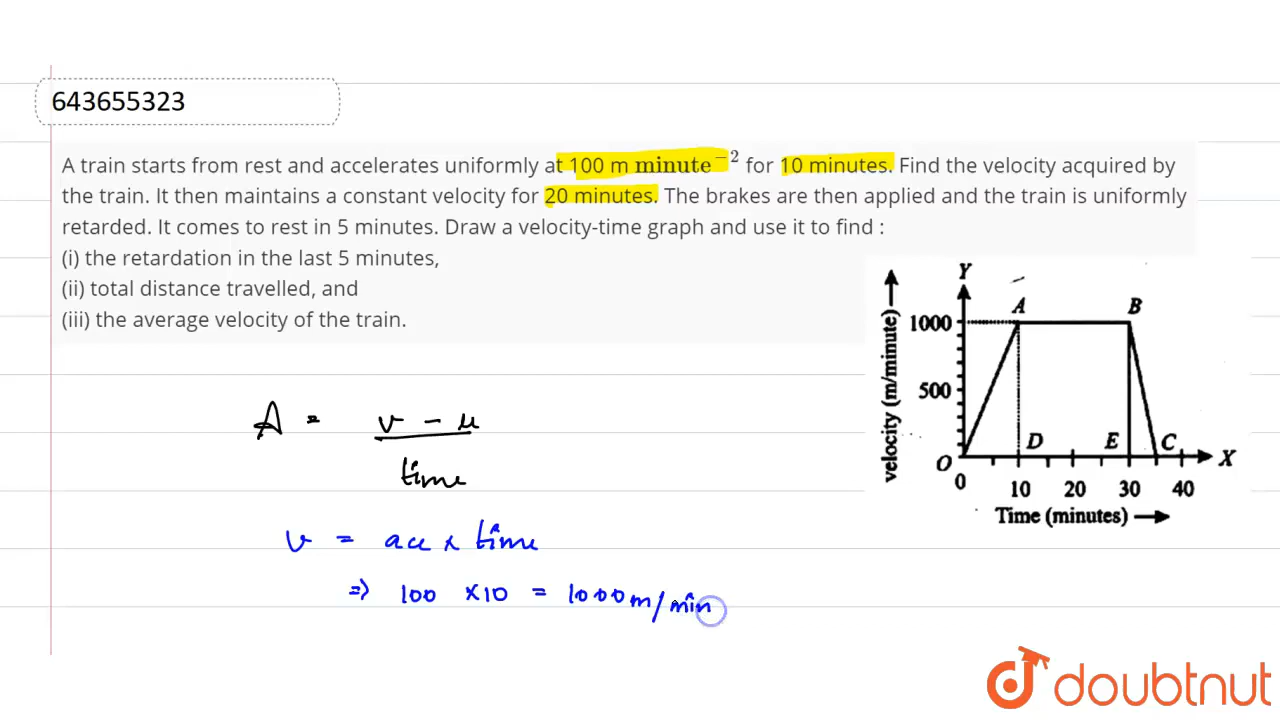 643655323
A train starts from rest and accelerates uniformly at 100 m minute⁻² for 10 minutes. Find the velocity acquired by
the train. It then maintains a constant velocity for 20 minutes. The brakes are then applied and the train is uniformly
retarded. It comes to rest in 5 minutes. Draw a velocity-time graph and use it to find :
(i) the retardation in the last 5 minutes,
(ii) total distance travelled, and
(iii) the average velocity of the train.
Y
A B
1000
500
velocity (m/minute)→
O D E C X
0 10 20 30 40
Time (minutes) →
A = v - u
time
v = acc x time
⇒ 100 x 10 = 1000 m/min
doubtnut